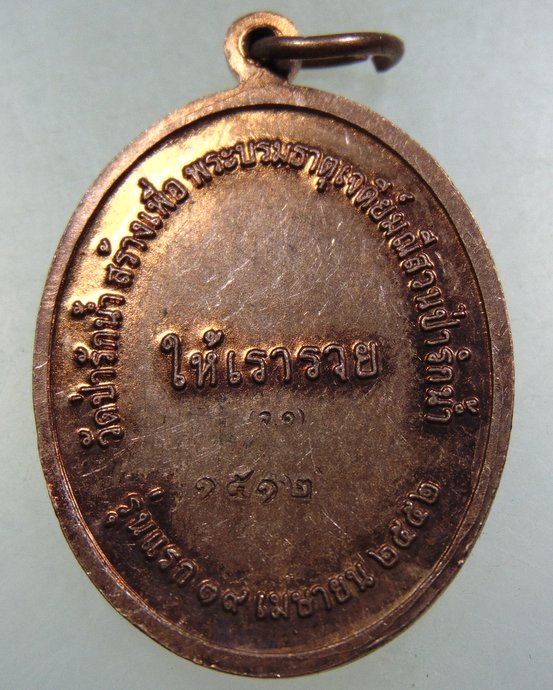 วัดป่ารักน้ำ สร้างเพื่อ พระบรมธาตุเจดีย์มณีสวนป่ารักน้ำ
ให้เรารวย
(จ.๑)
๑๕๑๒
รุ่นแรก ๑๙ เมษายน ๒๕๕๒